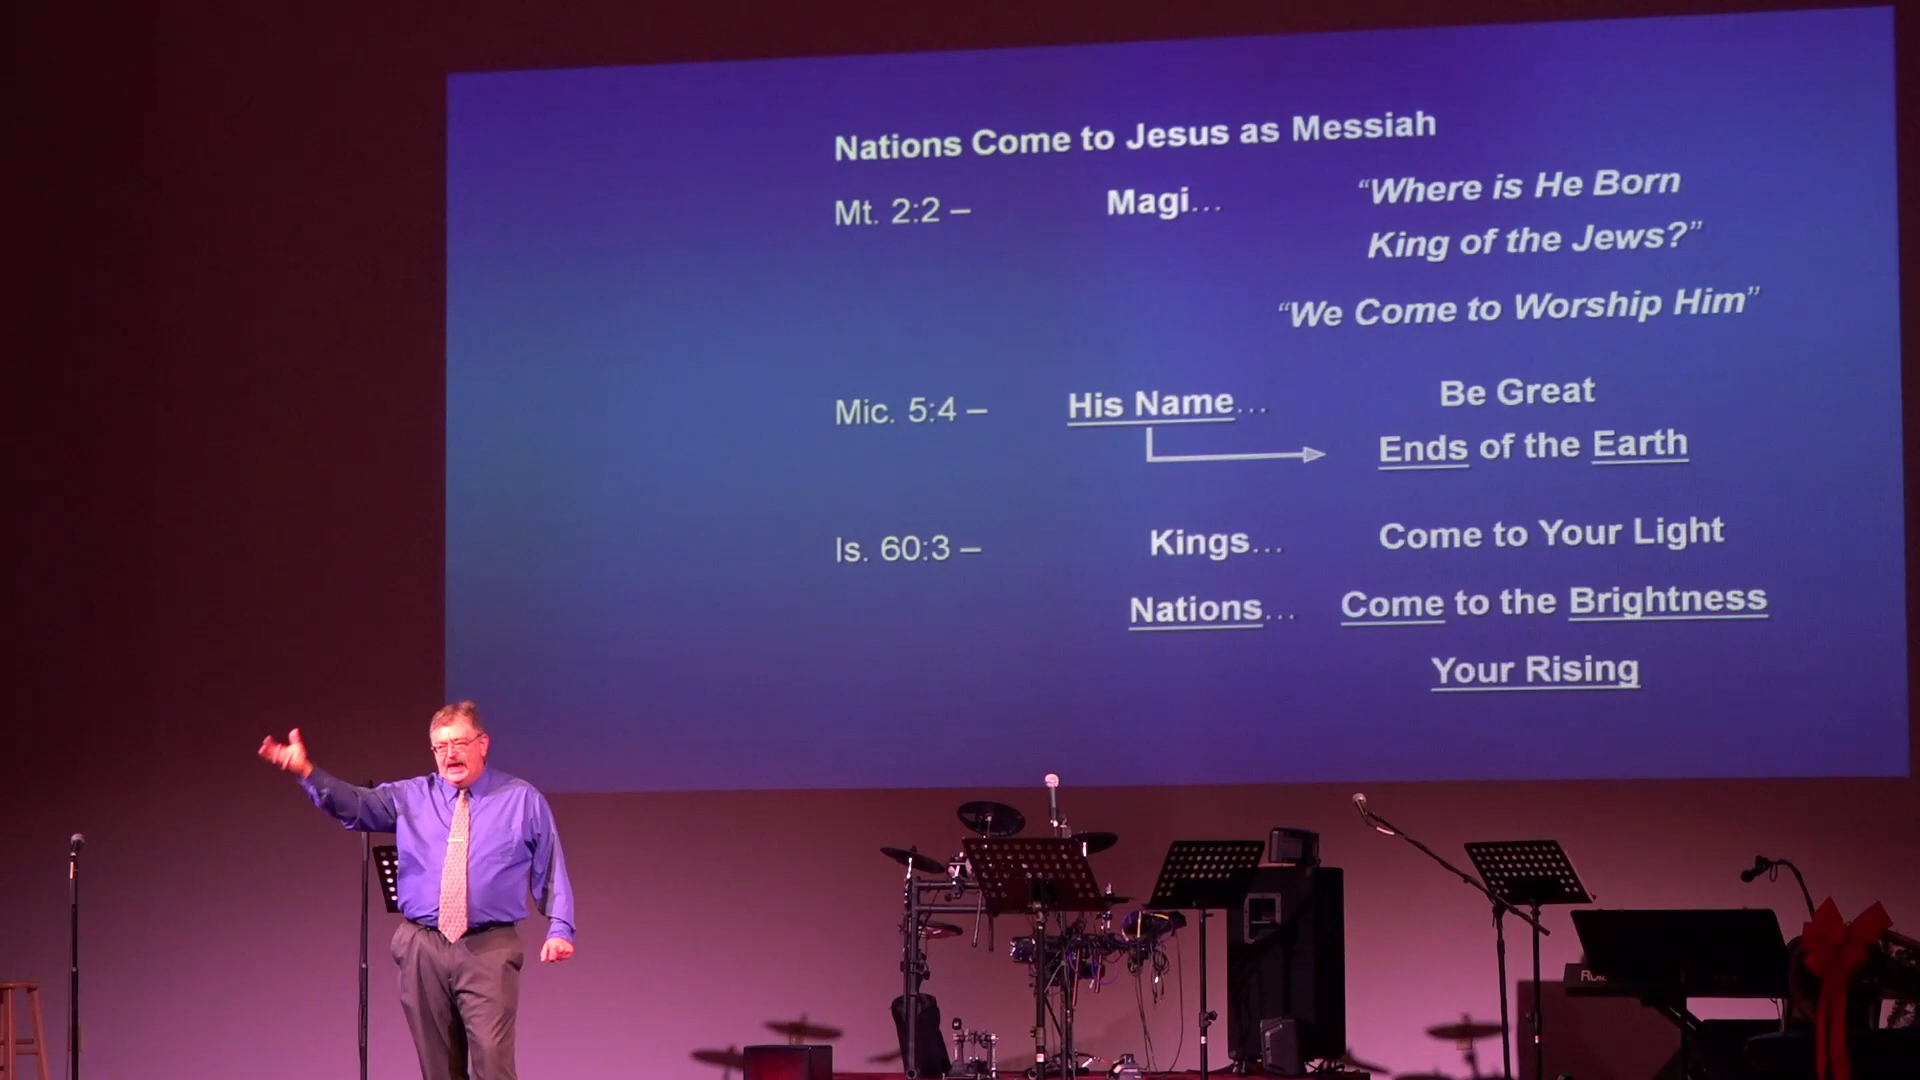 Nations Come to Jesus as Messiah
Mt. 2:2 – Magi... “Where is He Born
King of the Jews?”
“We Come to Worship Him”
Mic. 5:4 – His Name... Be Great
Ends of the Earth
Is. 60:3 – Kings... Come to Your Light
Nations... Come to the Brightness
Your Rising